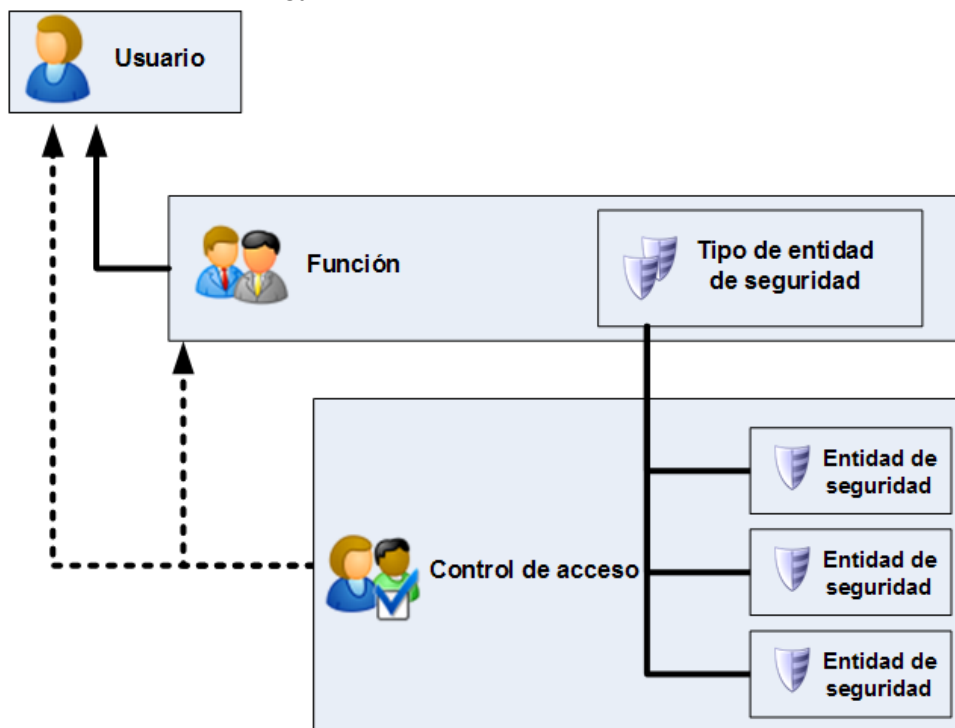 Usuario
Función
Tipo de entidad
de seguridad
Entidad de
seguridad
Control de acceso
Entidad de
seguridad
Entidad de
seguridad